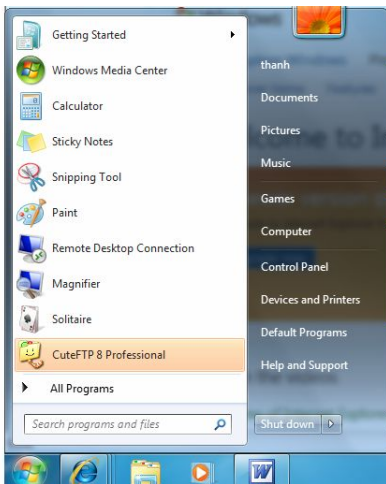 Getting Started
Windows Media Center
Calculator
Sticky Notes
Snipping Tool
Paint
Remote Desktop Connection
Magnifier
Solitaire
CuteFTP 8 Professional
All Programs
Search programs and files
thanh
Documents
Pictures
Music
Games
Computer
Control Panel
Devices and Printers
Default Programs
Help and Support
Shut down